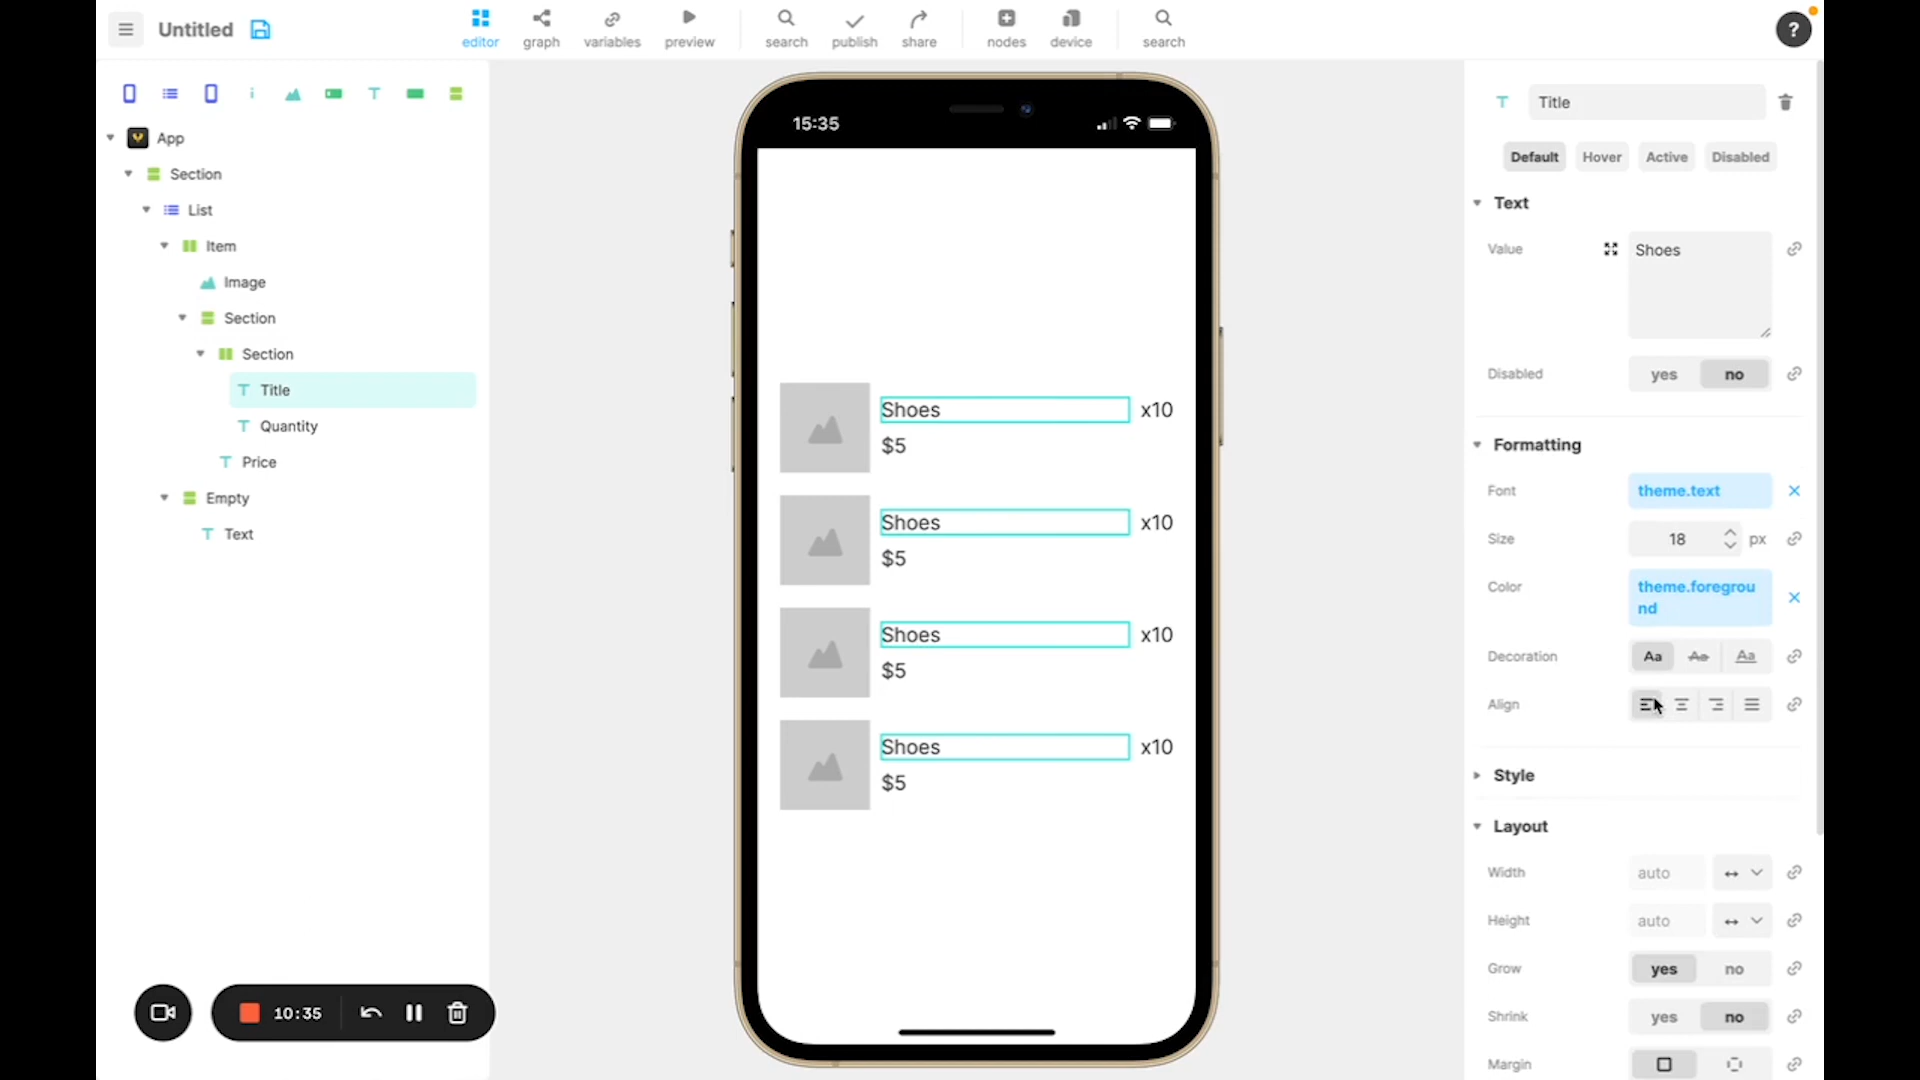 Untitled
editor
graph
variables
preview
search
publish
share
nodes
device
search
?
App
Section
List
Item
Image
Section
Section
Title
Quantity
Price
Empty
Text
10:35
15:35
Shoes x10
$5
Shoes x10
$5
Shoes x10
$5
Shoes x10
$5
Title
Default Hover Active Disabled
Text
Value Shoes
Disabled yes no
Formatting
Font theme.text
Size 18 px
Color theme.foregrou
nd
Decoration Aa Aa Aa
Align
Style
Layout
Width auto
Height auto
Grow yes no
Shrink yes no
Margin